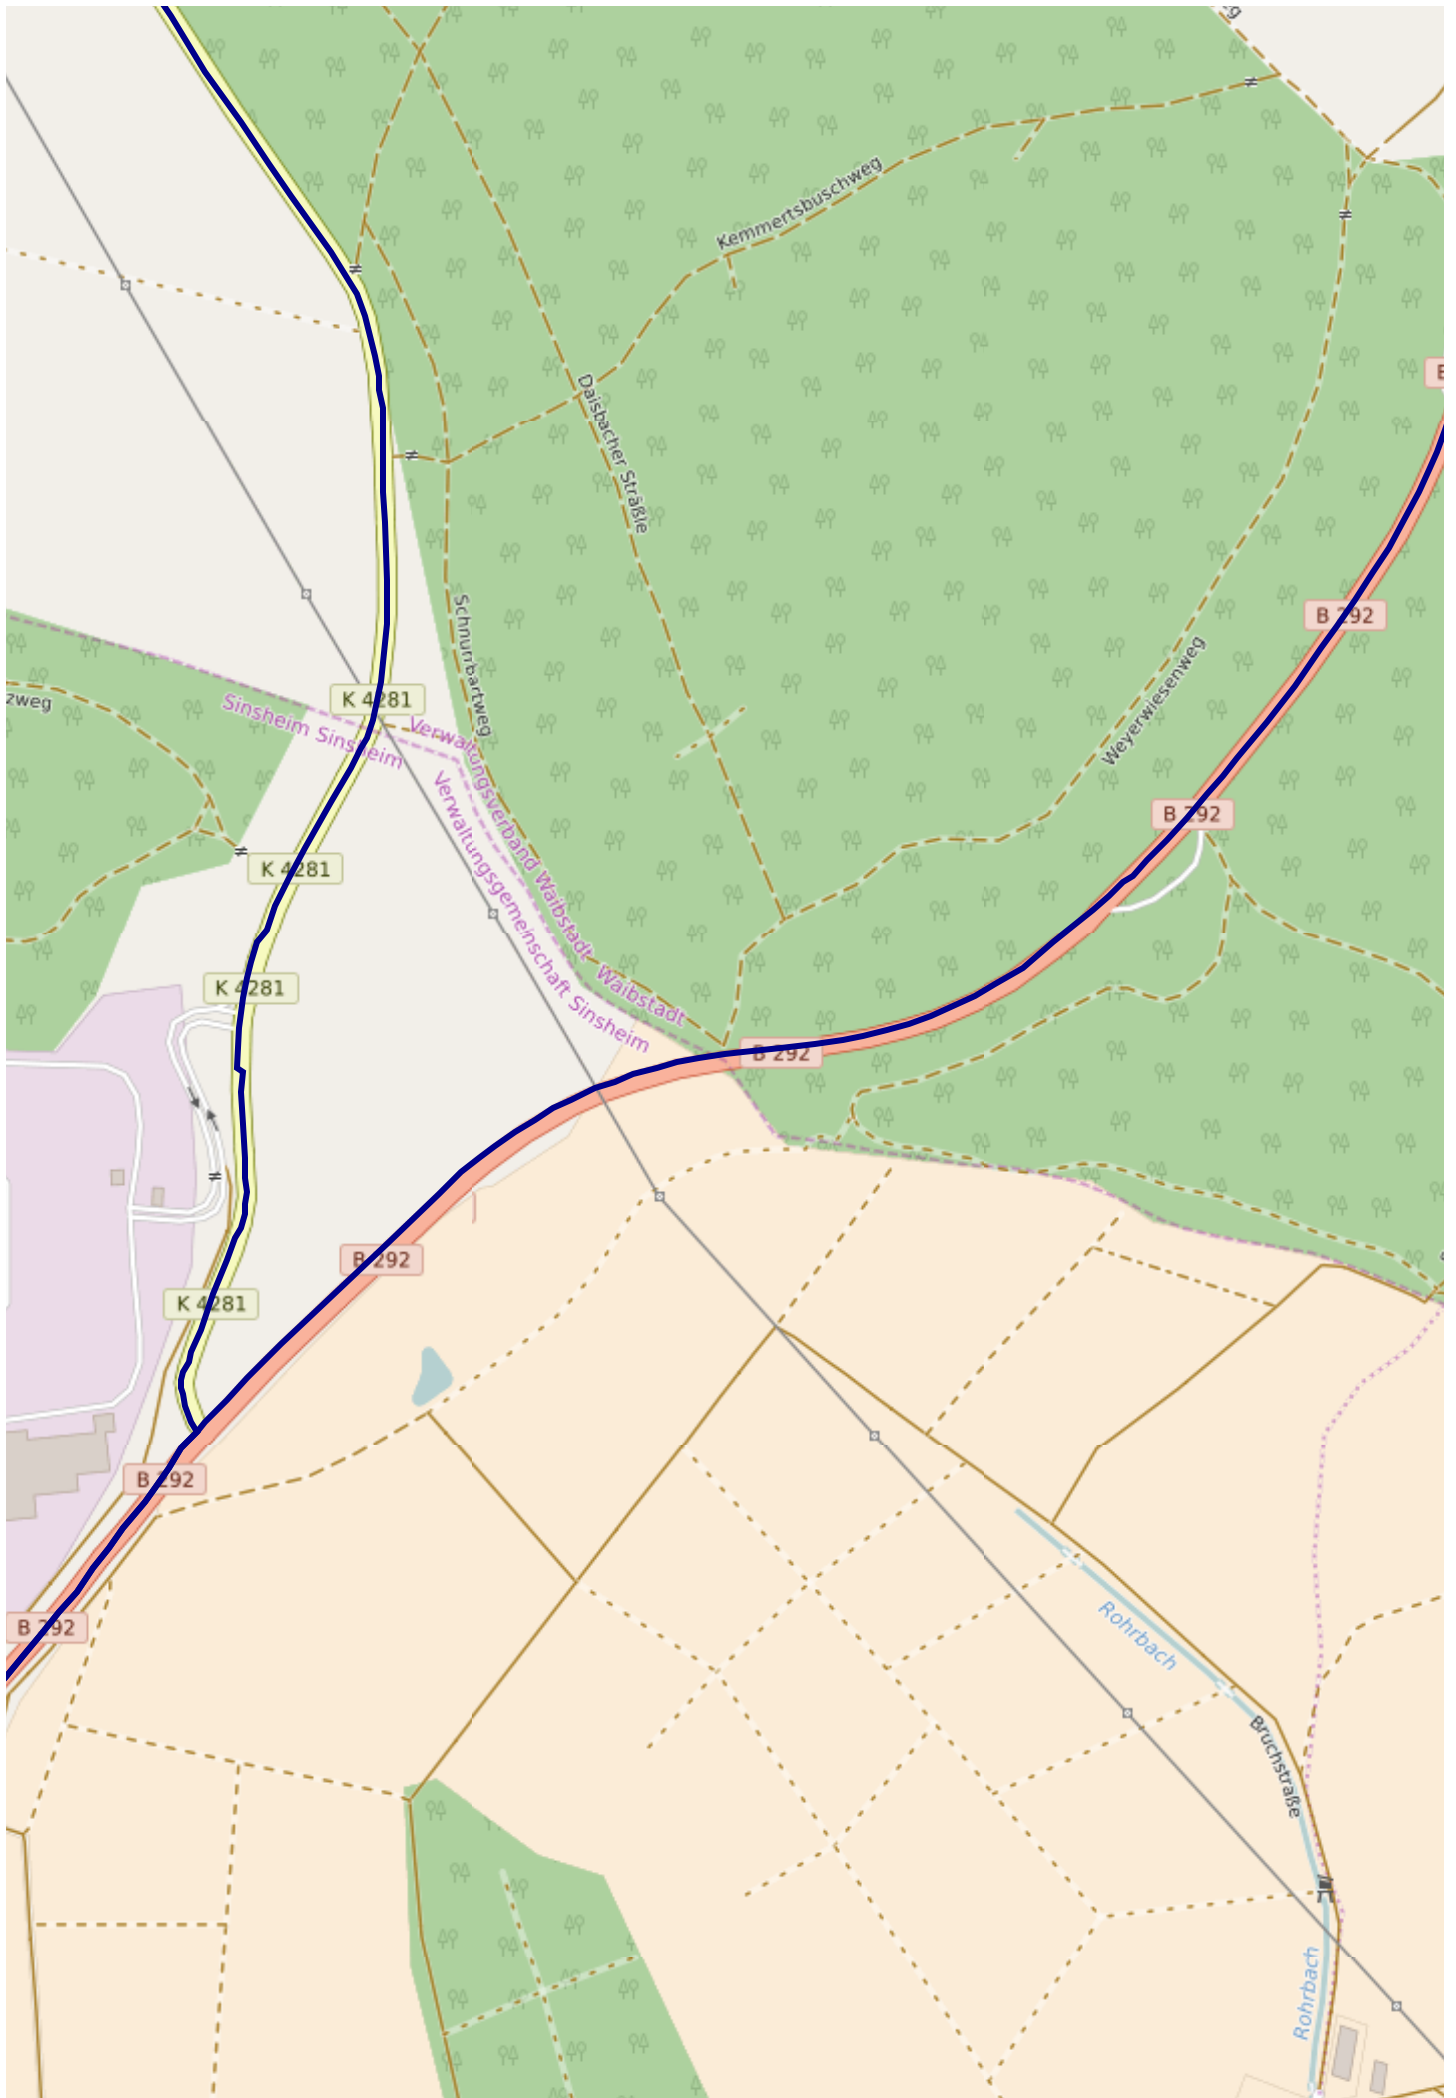 Kemmertsbuschweg
Daisbacher Sträßle
B 292
Schnurrbartweg
Weyerwiesenweg
zweg
K 4281
Sinsheim Sinsheim
Verwaltungsverband Waibstadt
Waibstadt
Verwaltungsgemeinschaft Sinsheim
B 292
K 4281
K 4281
B 292
B 292
K 4281
B 292
B 292
Rohrbach
Bruchstraße
Rohrbach